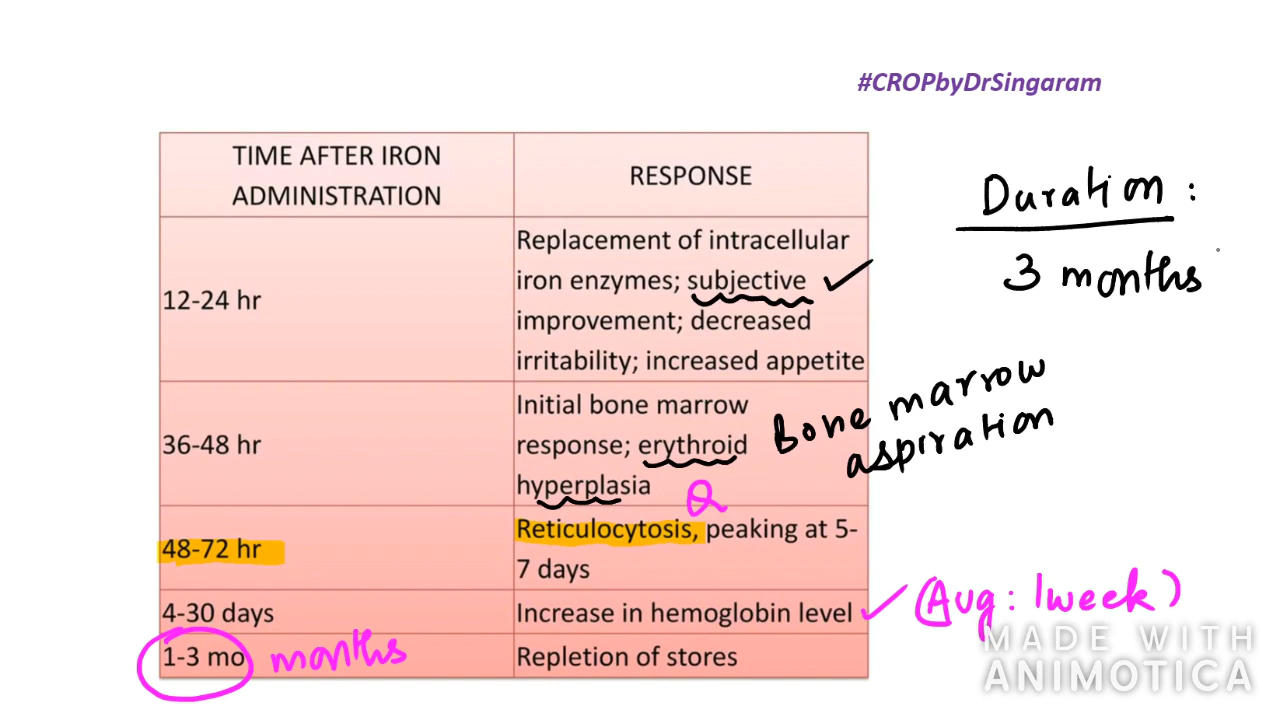 #CROPbyDrSingaram
TIME AFTER IRON
ADMINISTRATION
RESPONSE
Duration :
3 months
12-24 hr
Replacement of intracellular
iron enzymes; subjective
improvement; decreased
irritability; increased appetite
36-48 hr
Initial bone marrow
response; erythroid
hyperplasia
Bone marrow
aspiration
Q
48-72 hr
Reticulocytosis, peaking at 5-
7 days
4-30 days
Increase in hemoglobin level
(Avg: 1week)
1-3 mo
months
Repletion of stores
MADE WITH
ANIMOTICA